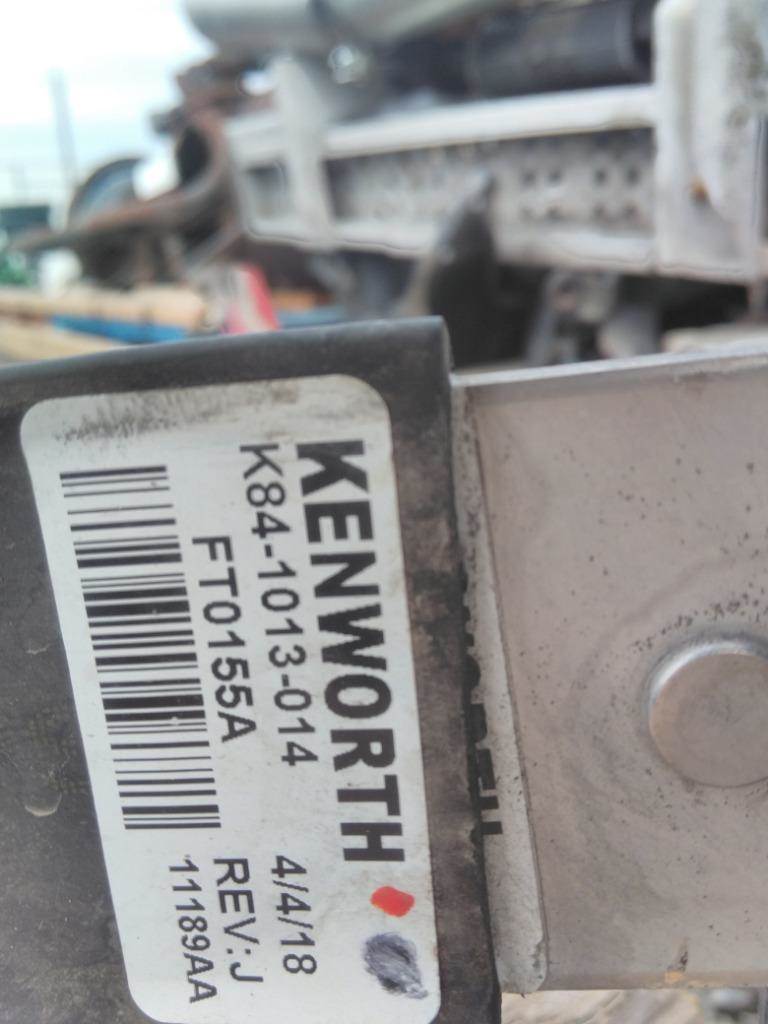 KENWORTH
K84-1013-014 4/4/18
FT0155A REV:J
11189AA